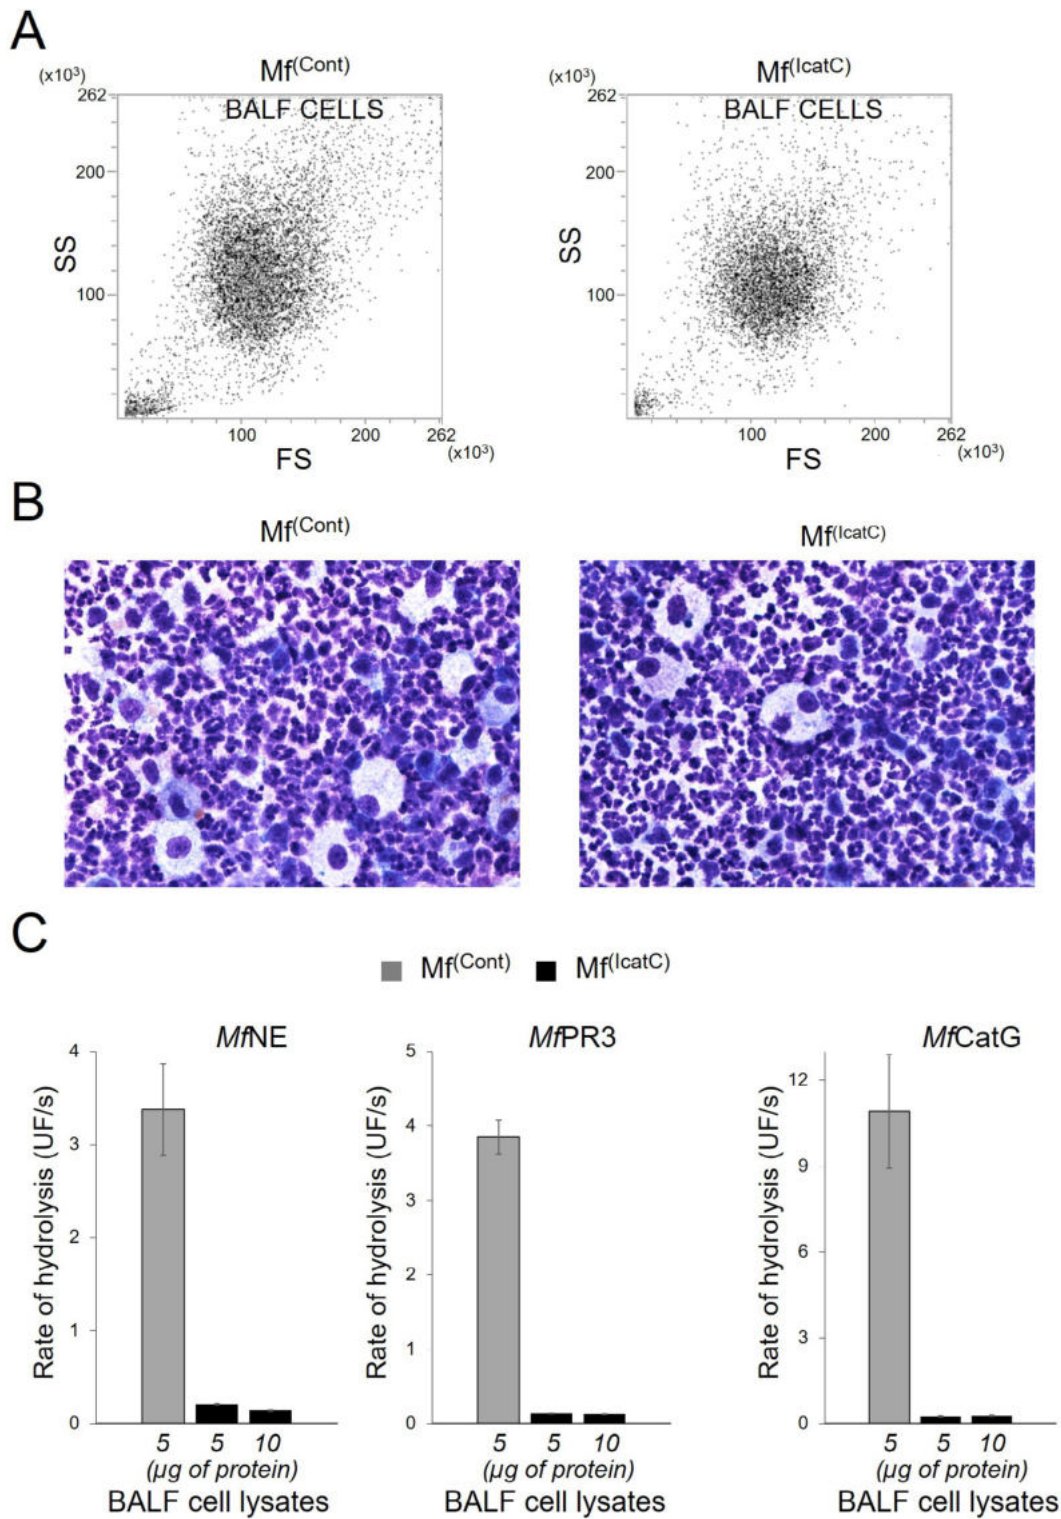 A
Mf(Cont)
(x10³)
262
BALF CELLS
200
SS
100
100 200 262
(x10³)
FS
Mf(IcatC)
(x10³)
262
BALF CELLS
200
SS
100
100 200 262
(x10³)
FS
B
Mf(Cont)
Mf(IcatC)
C
Mf(Cont) Mf(IcatC)
MfNE
Rate of hydrolysis (UF/s)
4
3
2
1
0
5 5 10
(µg of protein)
BALF cell lysates
MfPR3
Rate of hydrolysis (UF/s)
5
4
3
2
1
0
5 5 10
(µg of protein)
BALF cell lysates
MfCatG
Rate of hydrolysis (UF/s)
12
9
6
3
0
5 5 10
(µg of protein)
BALF cell lysates